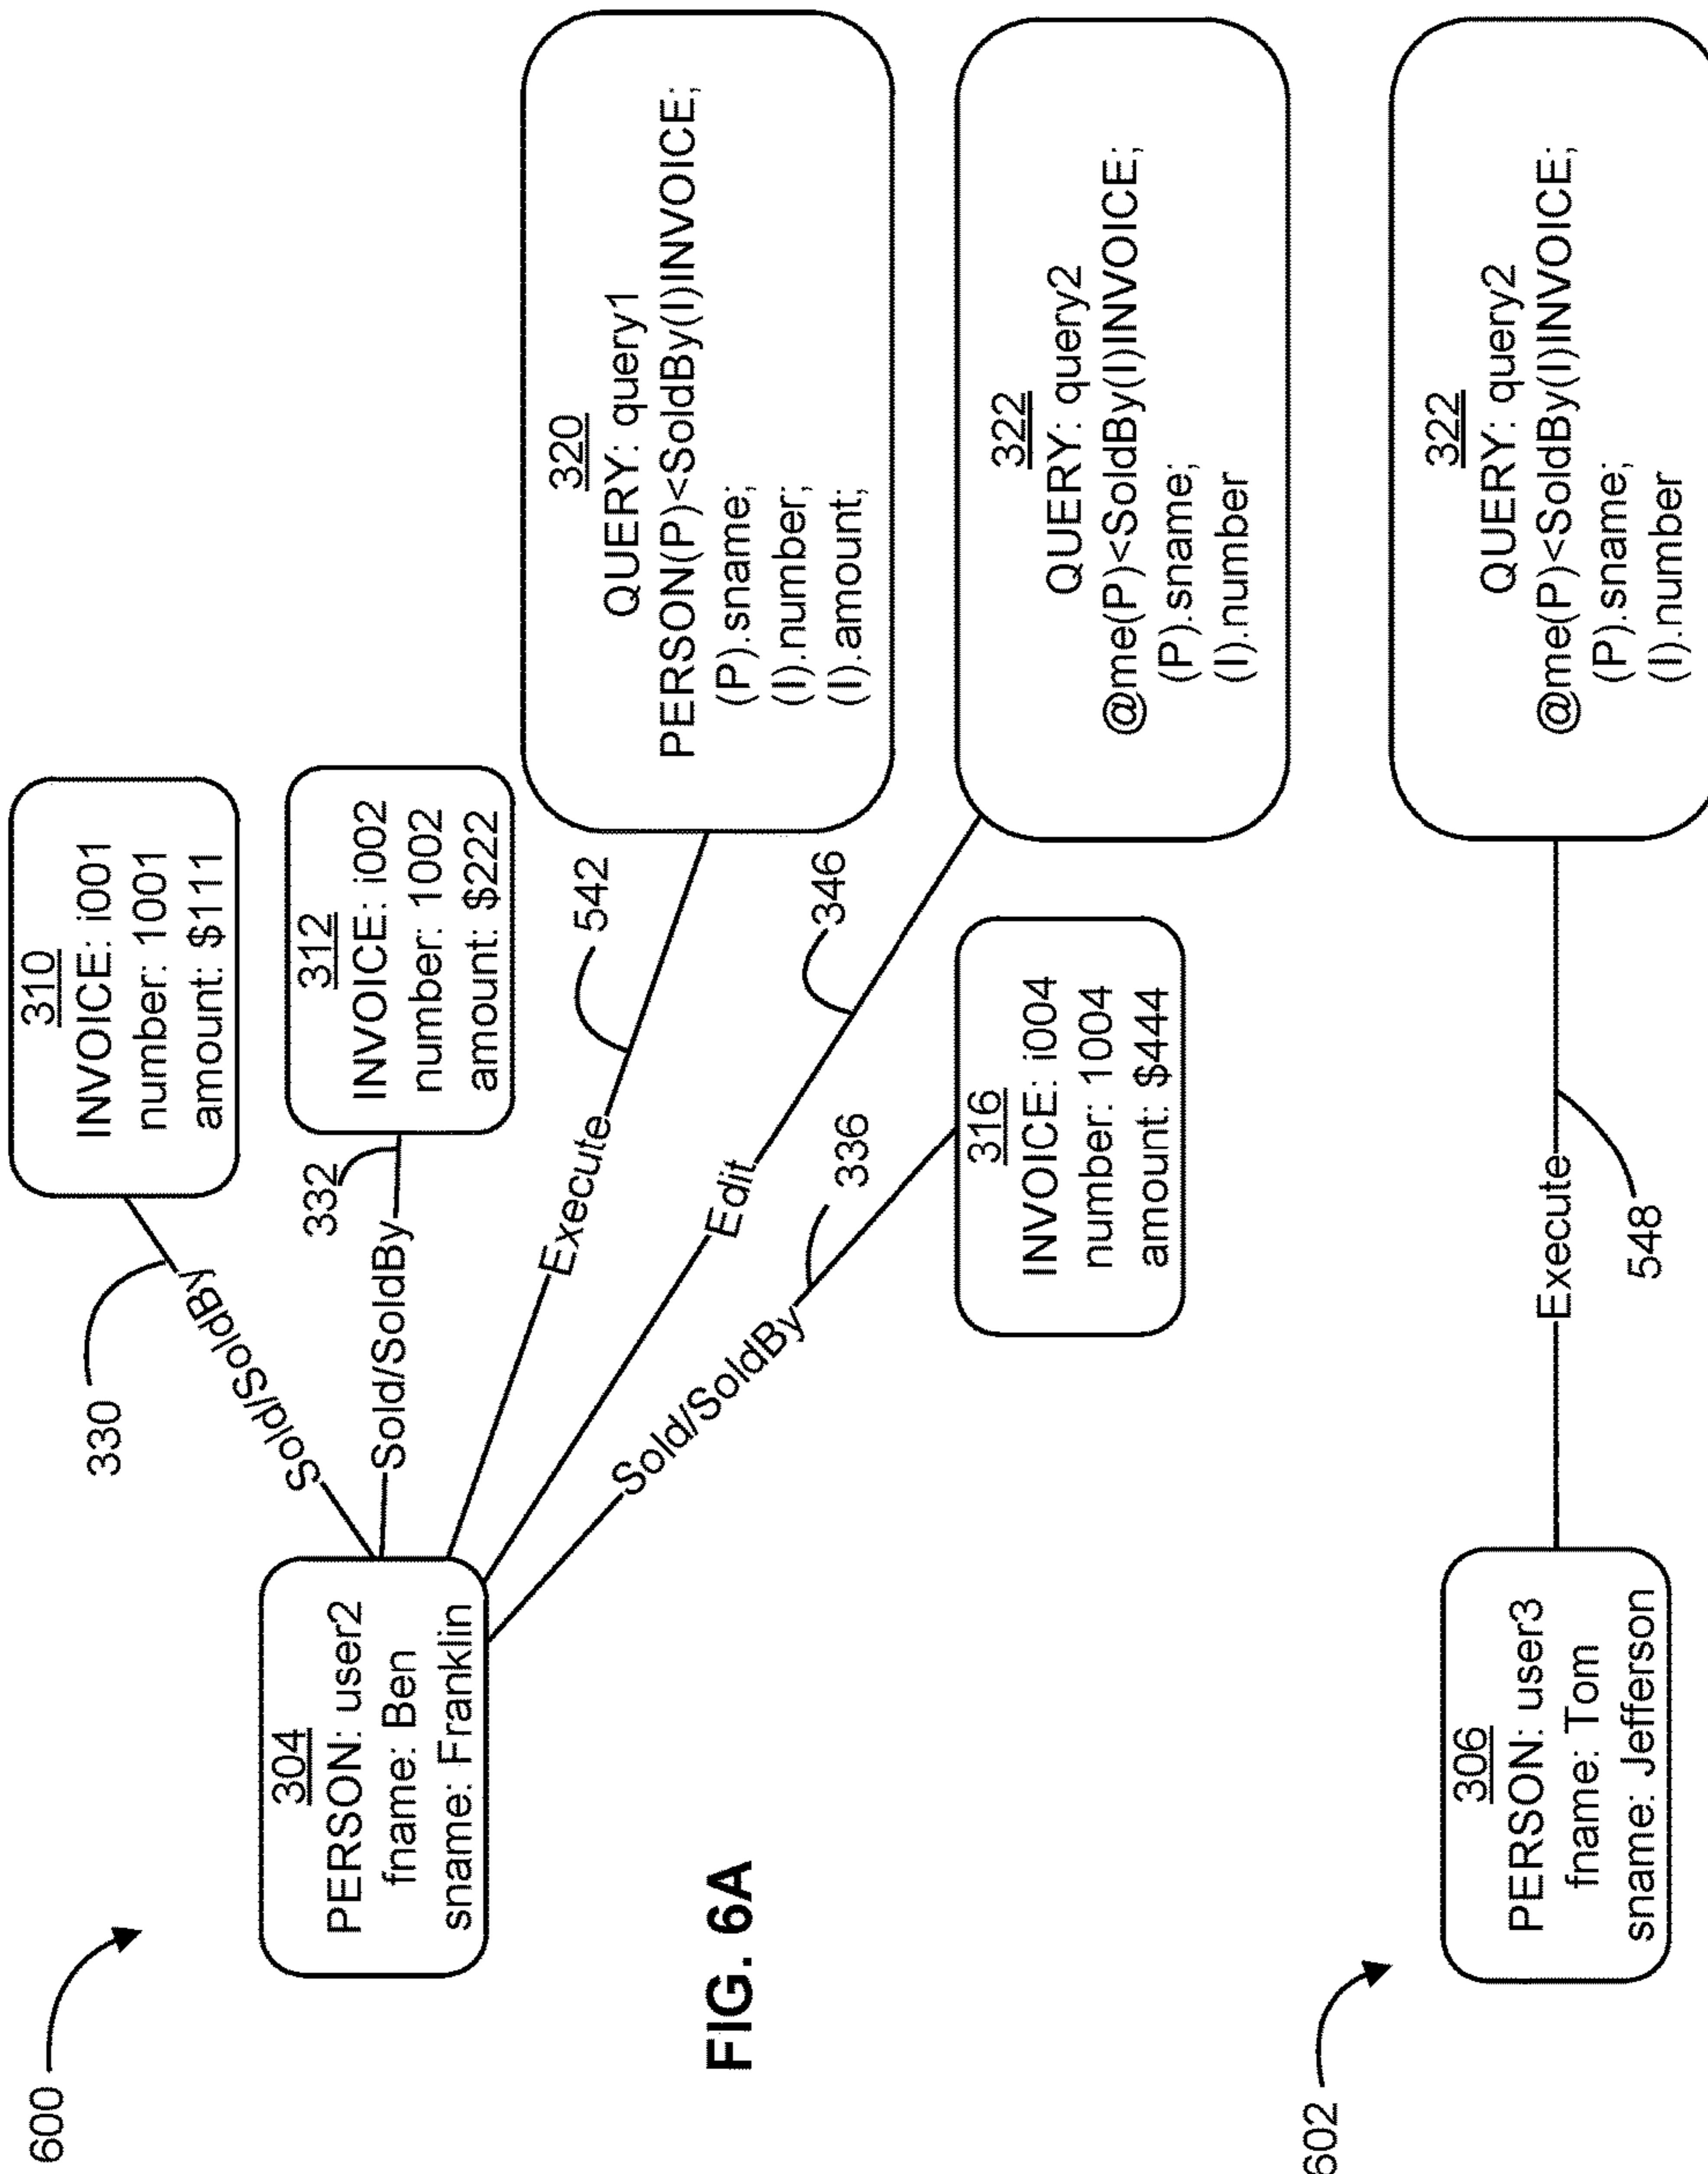 600
304
PERSON: user2
fname: Ben
sname: Franklin
330
Sold/SoldBy
310
INVOICE: i001
number: 1001
amount: $111
332
Sold/SoldBy
312
INVOICE: i002
number: 1002
amount: $222
Execute
542
320
QUERY: query1
PERSON(P)<SoldBy(I)INVOICE;
(P).sname;
(I).number;
(I).amount;
Edit
346
322
QUERY: query2
@me(P)<SoldBy(I)INVOICE;
(P).sname;
(I).number
Sold/SoldBy
336
316
INVOICE: i004
number: 1004
amount: $444
FIG. 6A
602
306
PERSON: user3
fname: Tom
sname: Jefferson
Execute
548
322
QUERY: query2
@me(P)<SoldBy(I)INVOICE;
(P).sname;
(I).number